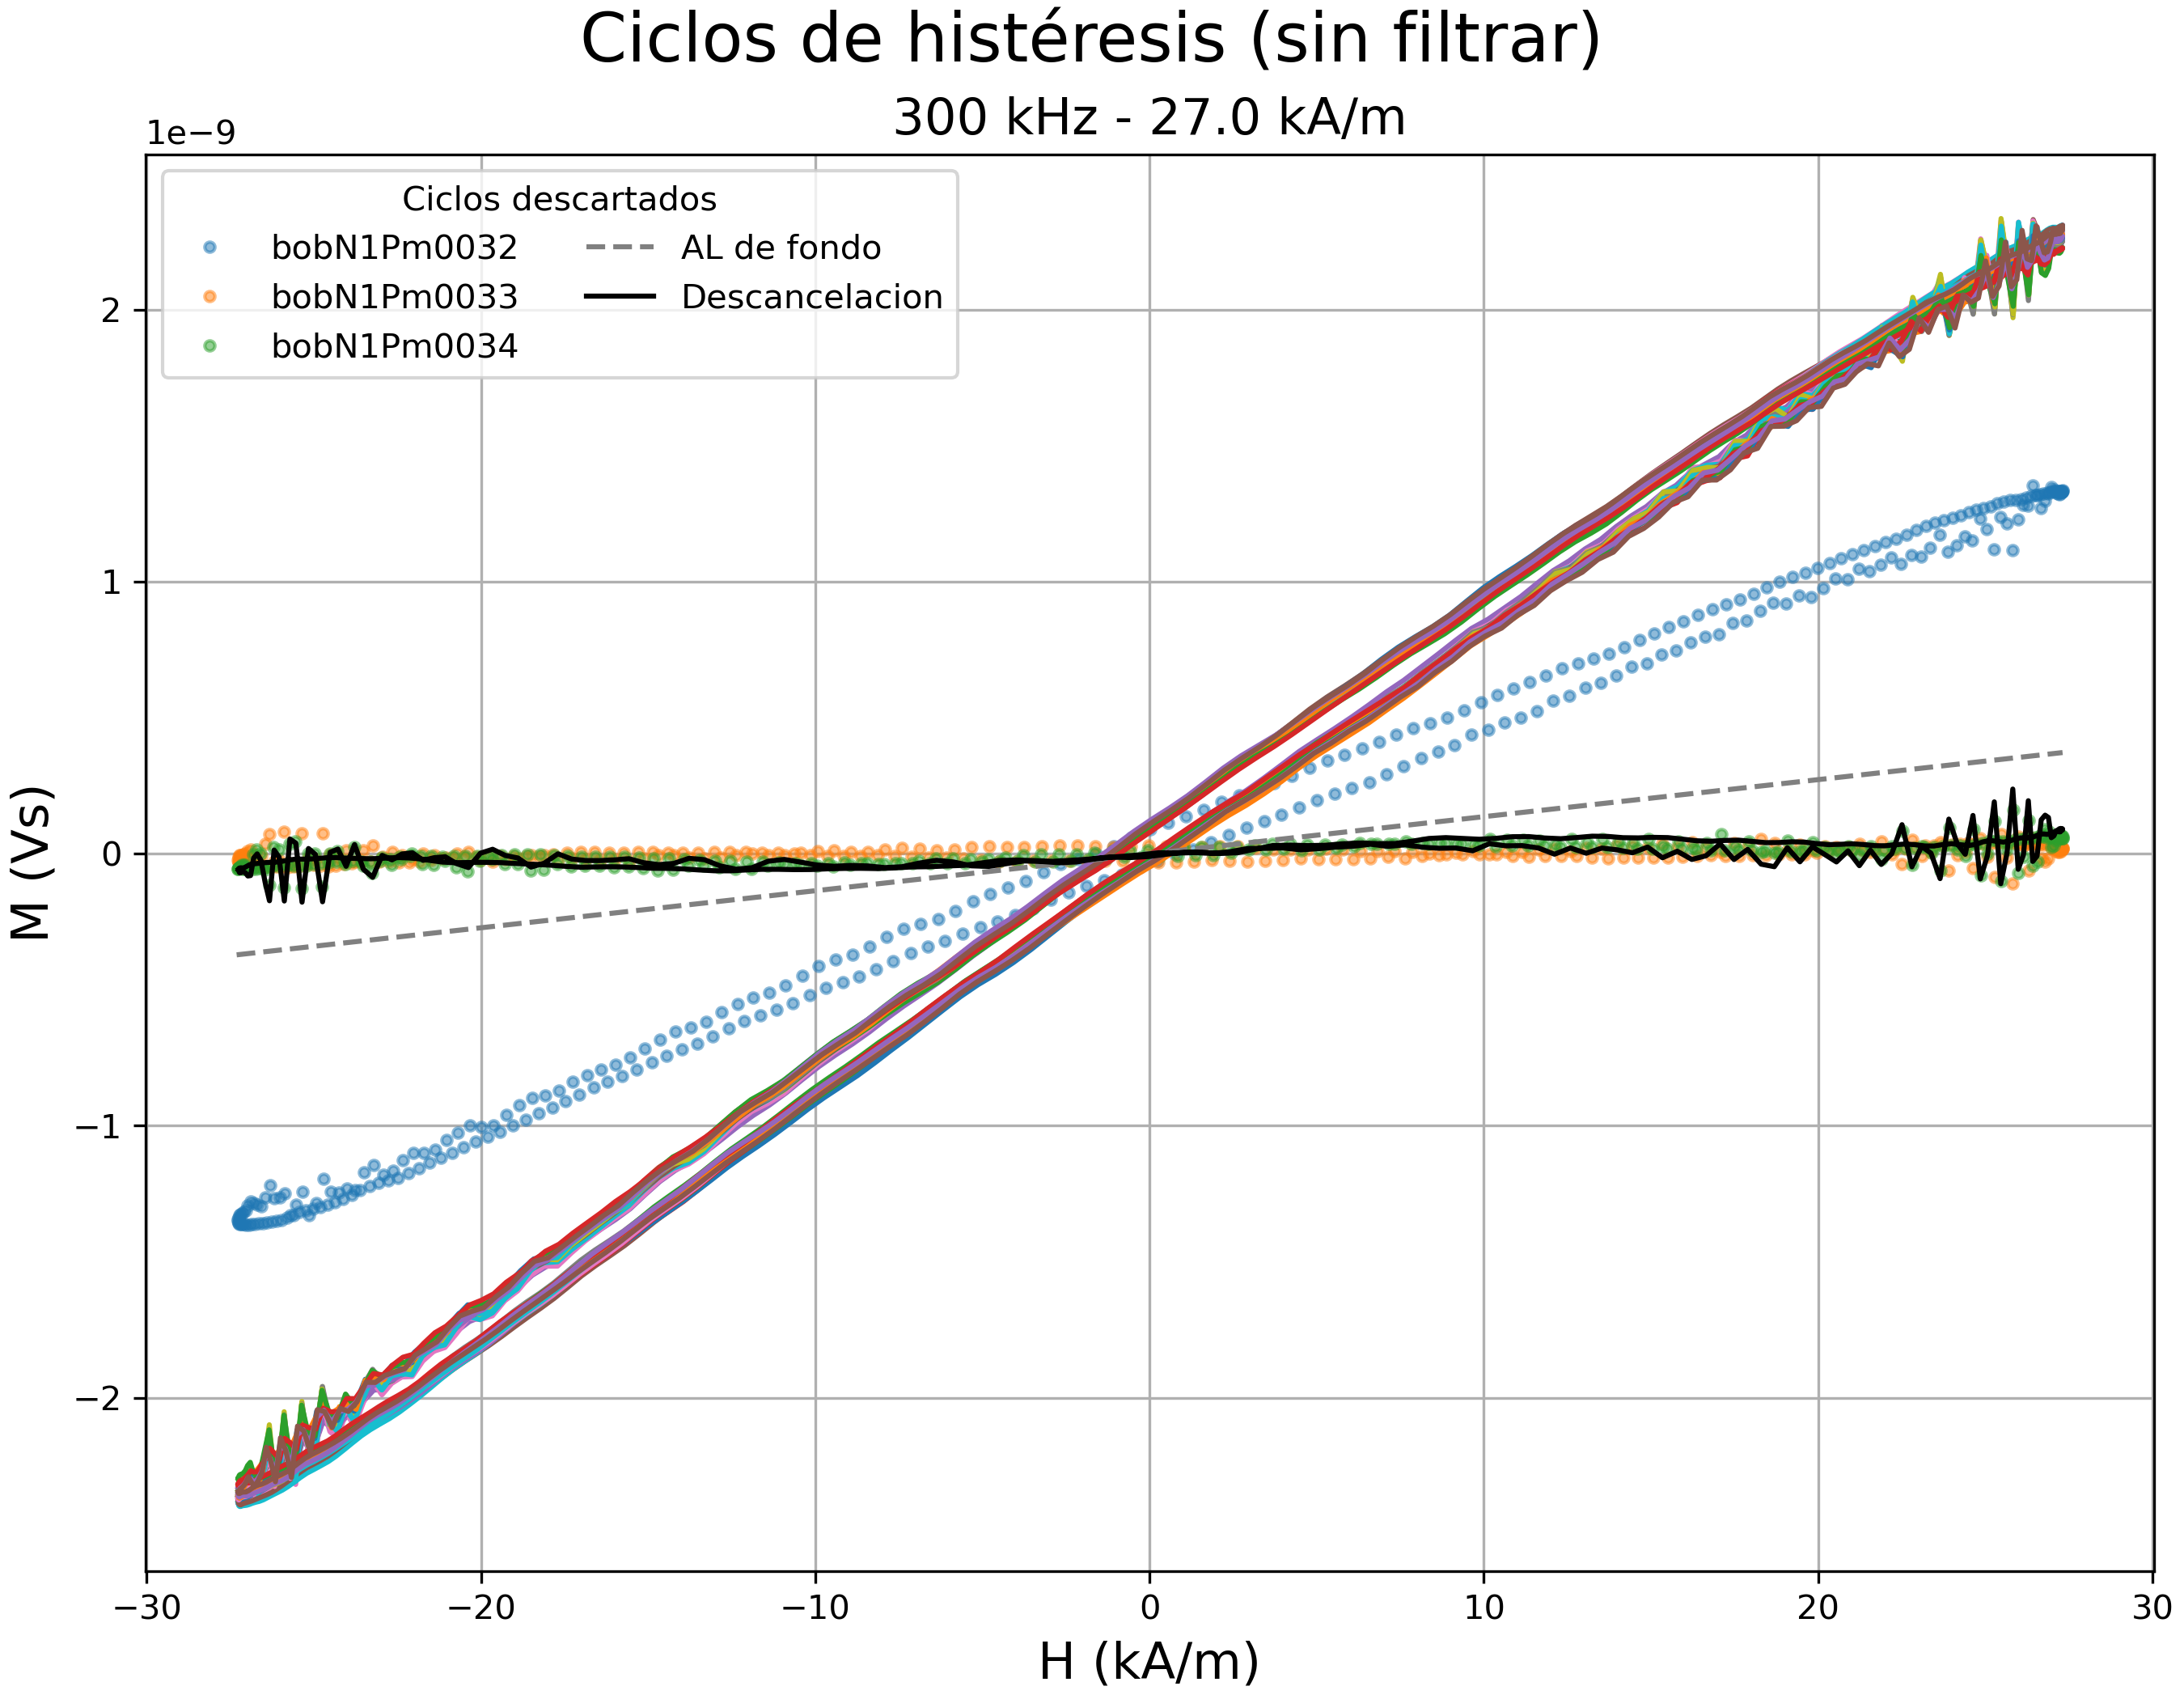 Ciclos de histéresis (sin filtrar)
300 kHz - 27.0 kA/m
1e−9
Ciclos descartados
bobN1Pm0032
bobN1Pm0033
bobN1Pm0034
AL de fondo
Descancelacion
2
1
0
−1
−2
M (Vs)
−30 −20 −10 0 10 20 30
H (kA/m)